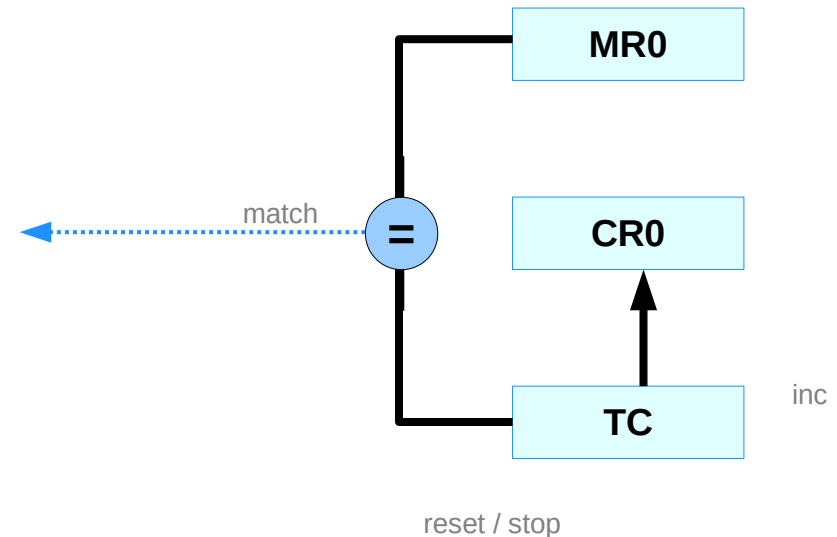 MR0
match
=
CR0
inc
TC
reset / stop